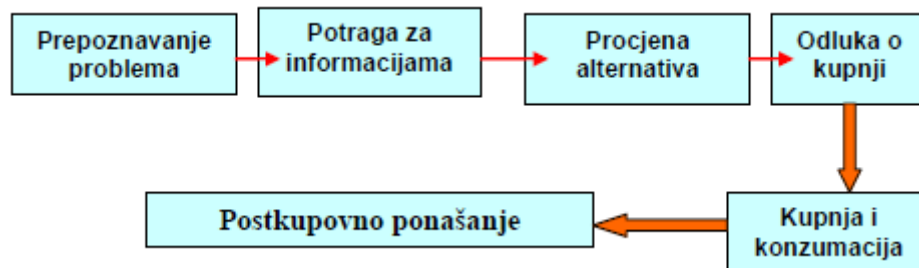 Prepoznavanje
problema
Potraga za
informacijama
Procjena
alternativa
Odluka o
kupnji
Kupnja i
konzumacija
Postkupovno ponašanje